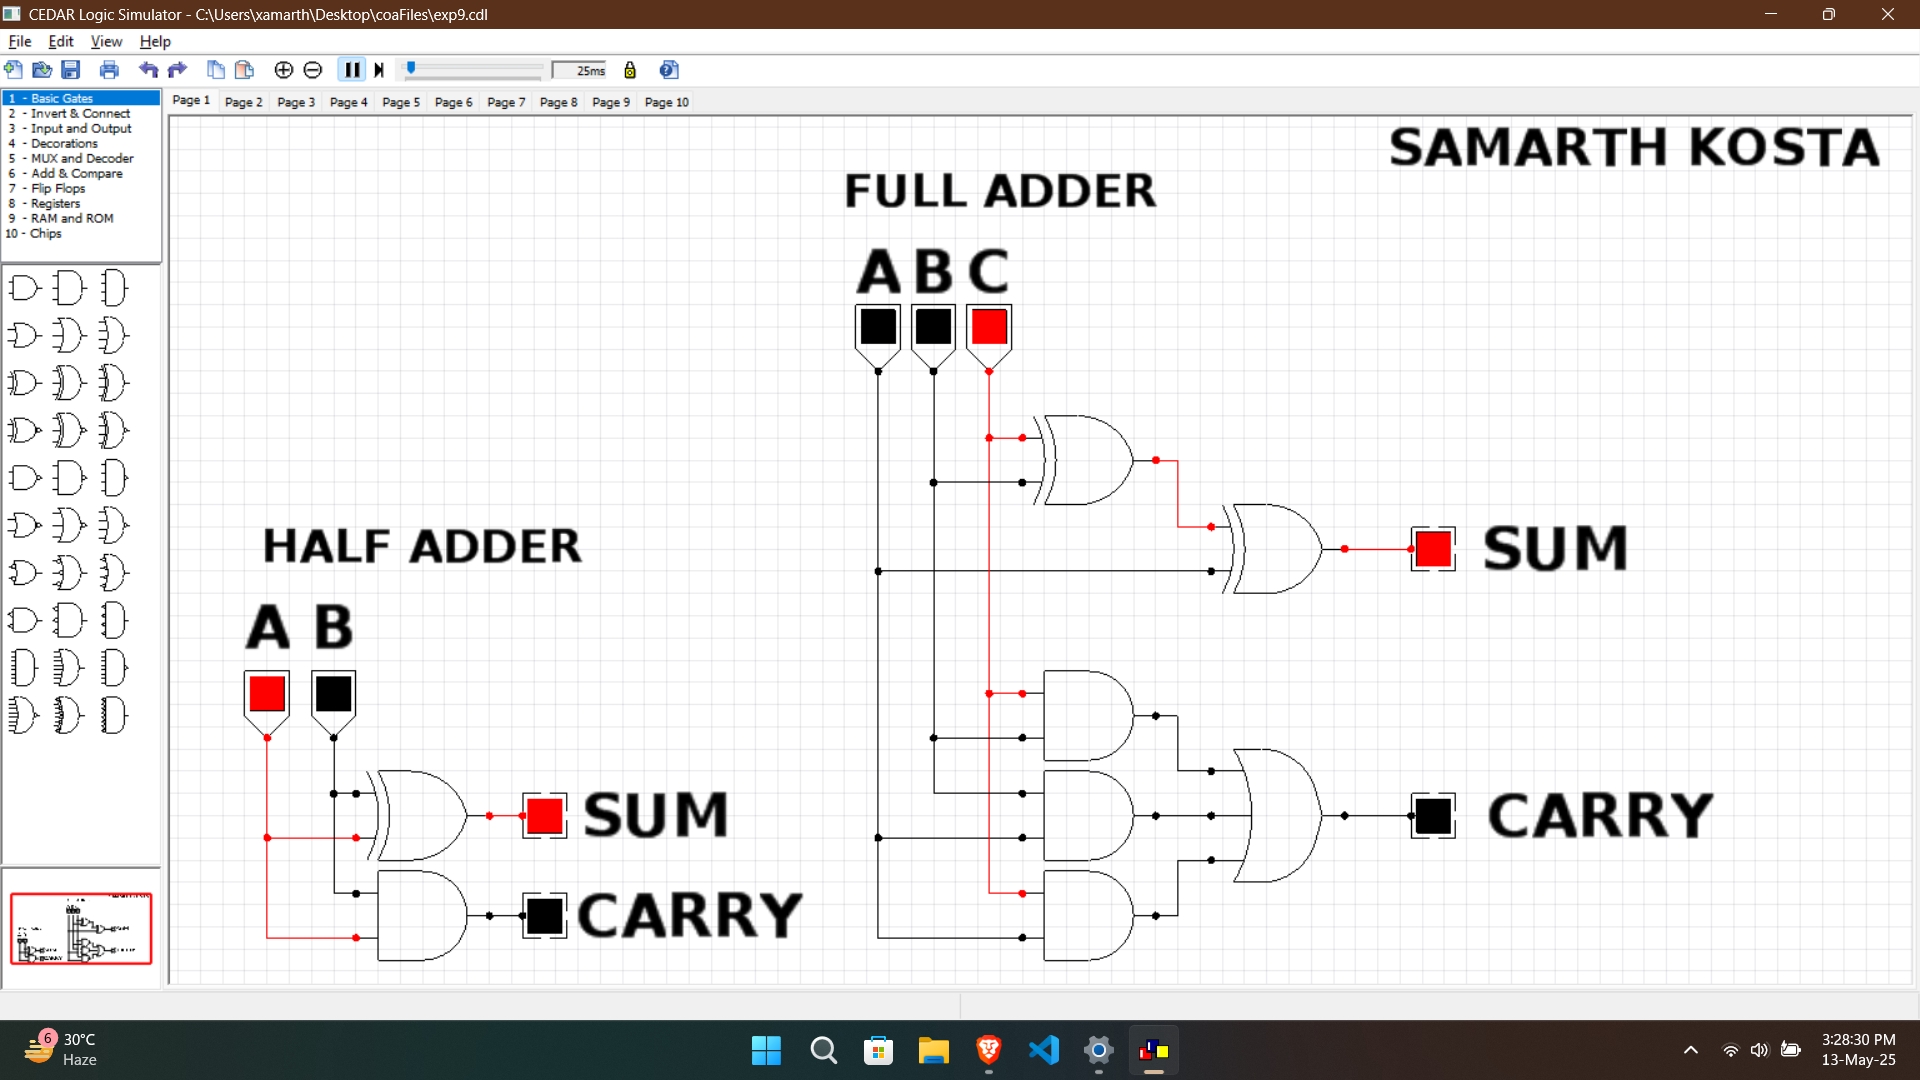 CEDAR Logic Simulator - C:\Users\xamarth\Desktop\coaFiles\exp9.cdl
File Edit View Help
25ms
1 - Basic Gates
2 - Invert & Connect
3 - Input and Output
4 - Decorations
5 - MUX and Decoder
6 - Add & Compare
7 - Flip Flops
8 - Registers
9 - RAM and ROM
10 - Chips
Page 1 Page 2 Page 3 Page 4 Page 5 Page 6 Page 7 Page 8 Page 9 Page 10
SAMARTH KOSTA
FULL ADDER
A B C
SUM
CARRY
HALF ADDER
A B
SUM
CARRY
6
30°C
Haze
3:28:30 PM
13-May-25